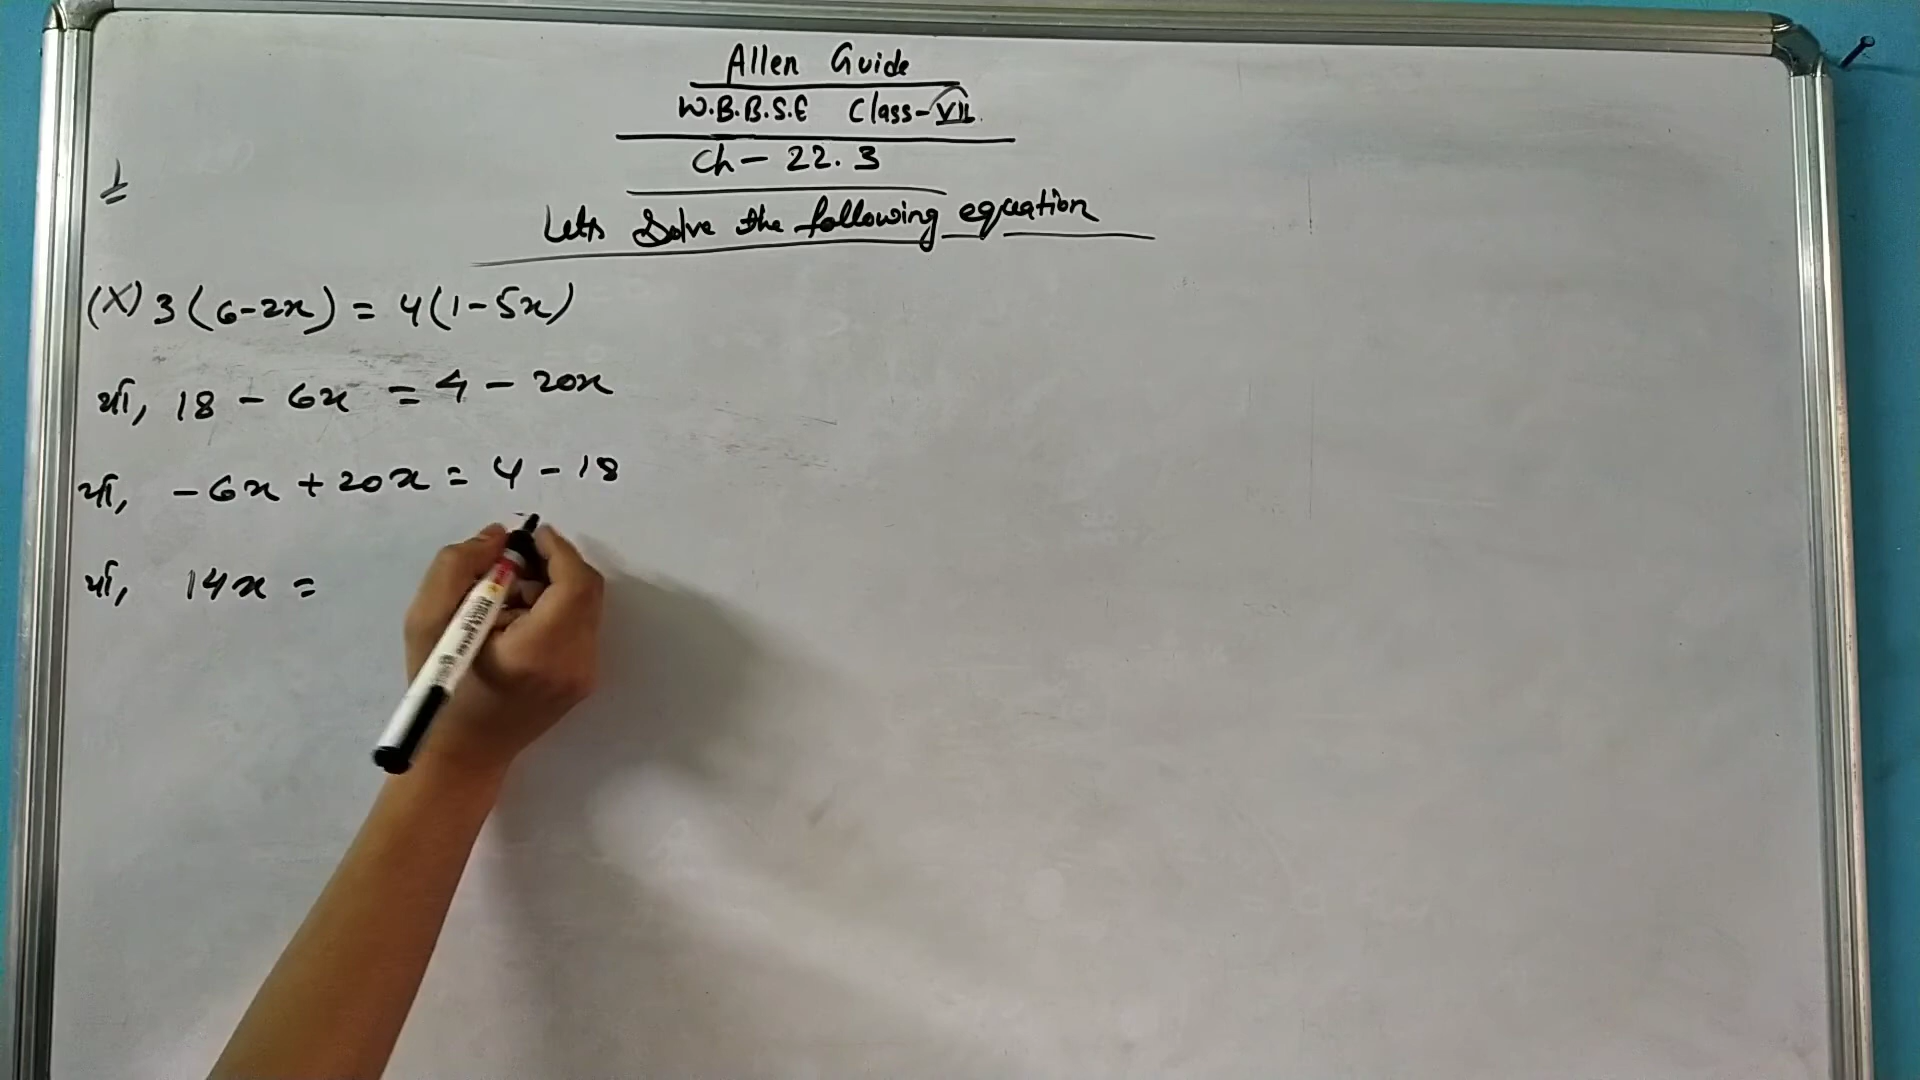 Allen Guide
W.B.B.S.E Class-VII
Ch - 22.3
1
Lets Solve the following equation
(X) 3(6-2x) = 4(1-5x)
বা, 18 - 6x = 4 - 20x
বা, -6x + 20x = 4 - 18
বা, 14x =